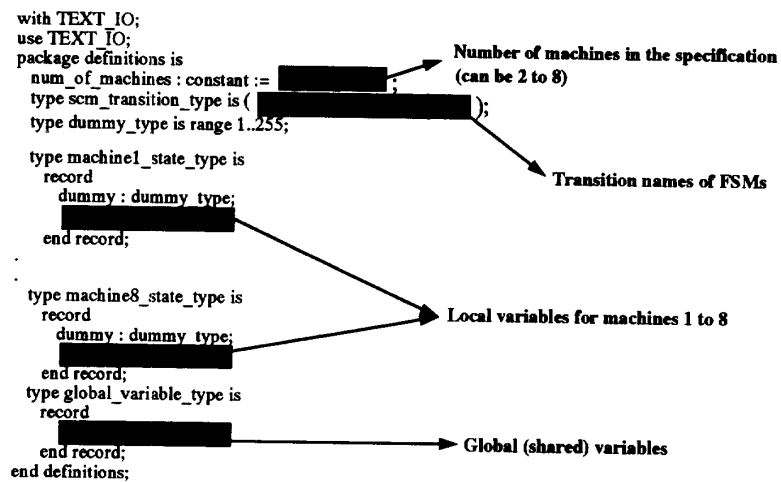 with TEXT_IO;
use TEXT_IO;
package definitions is
num_of_machines : constant := ;
type scm_transition_type is ( );
type dummy_type is range 1..255;
Number of machines in the specification
(can be 2 to 8)
Transition names of FSMs
type machine1_state_type is
record
dummy : dummy_type;
end record;
.
.
type machine8_state_type is
record
dummy : dummy_type;
end record;
Local variables for machines 1 to 8
type global_variable_type is
record
end record;
end definitions;
Global (shared) variables